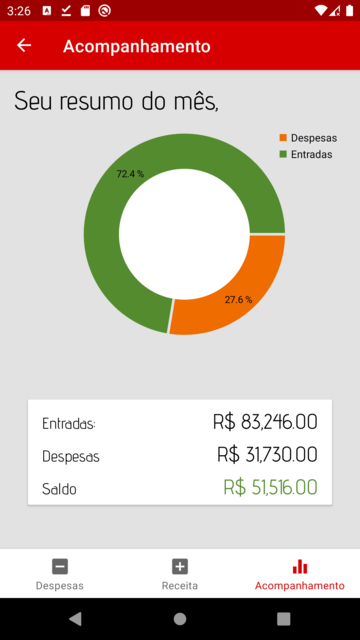 3:26
Acompanhamento
Seu resumo do mês,
Despesas
Entradas
72.4 %
27.6 %
Entradas: R$ 83,246.00
Despesas R$ 31,730.00
Saldo R$ 51,516.00
Despesas Receita Acompanhamento